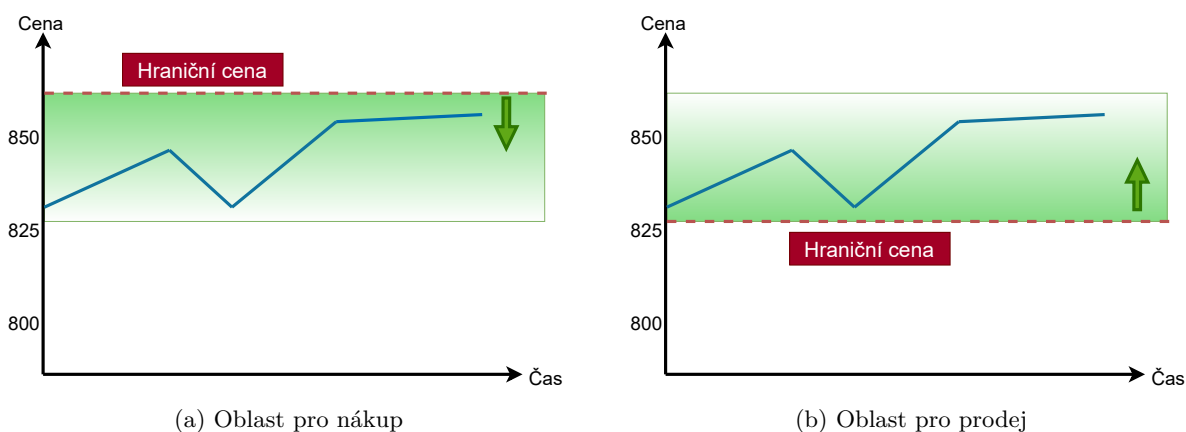 Cena
Hraniční cena
850
825
800
Čas
(a) Oblast pro nákup
Cena
850
825
Hraniční cena
800
Čas
(b) Oblast pro prodej